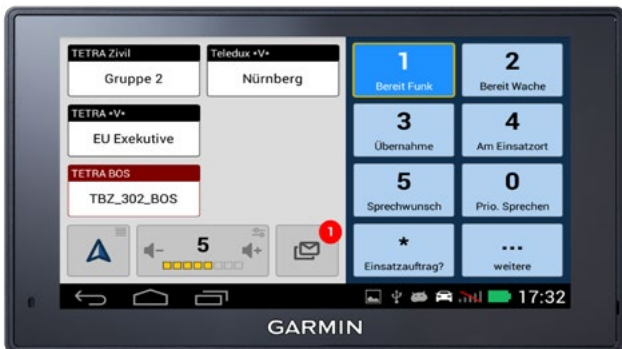 TETRA Zivil
Gruppe 2
Teledux •V•
Nürnberg
TETRA •V•
EU Exekutive
TETRA BOS
TBZ_302_BOS
5
1
1
Bereit Funk
2
Bereit Wache
3
Übernahme
4
Am Einsatzort
5
Sprechwunsch
0
Prio. Sprechen
*
Einsatzauftrag?
...
weitere
17:32
GARMIN